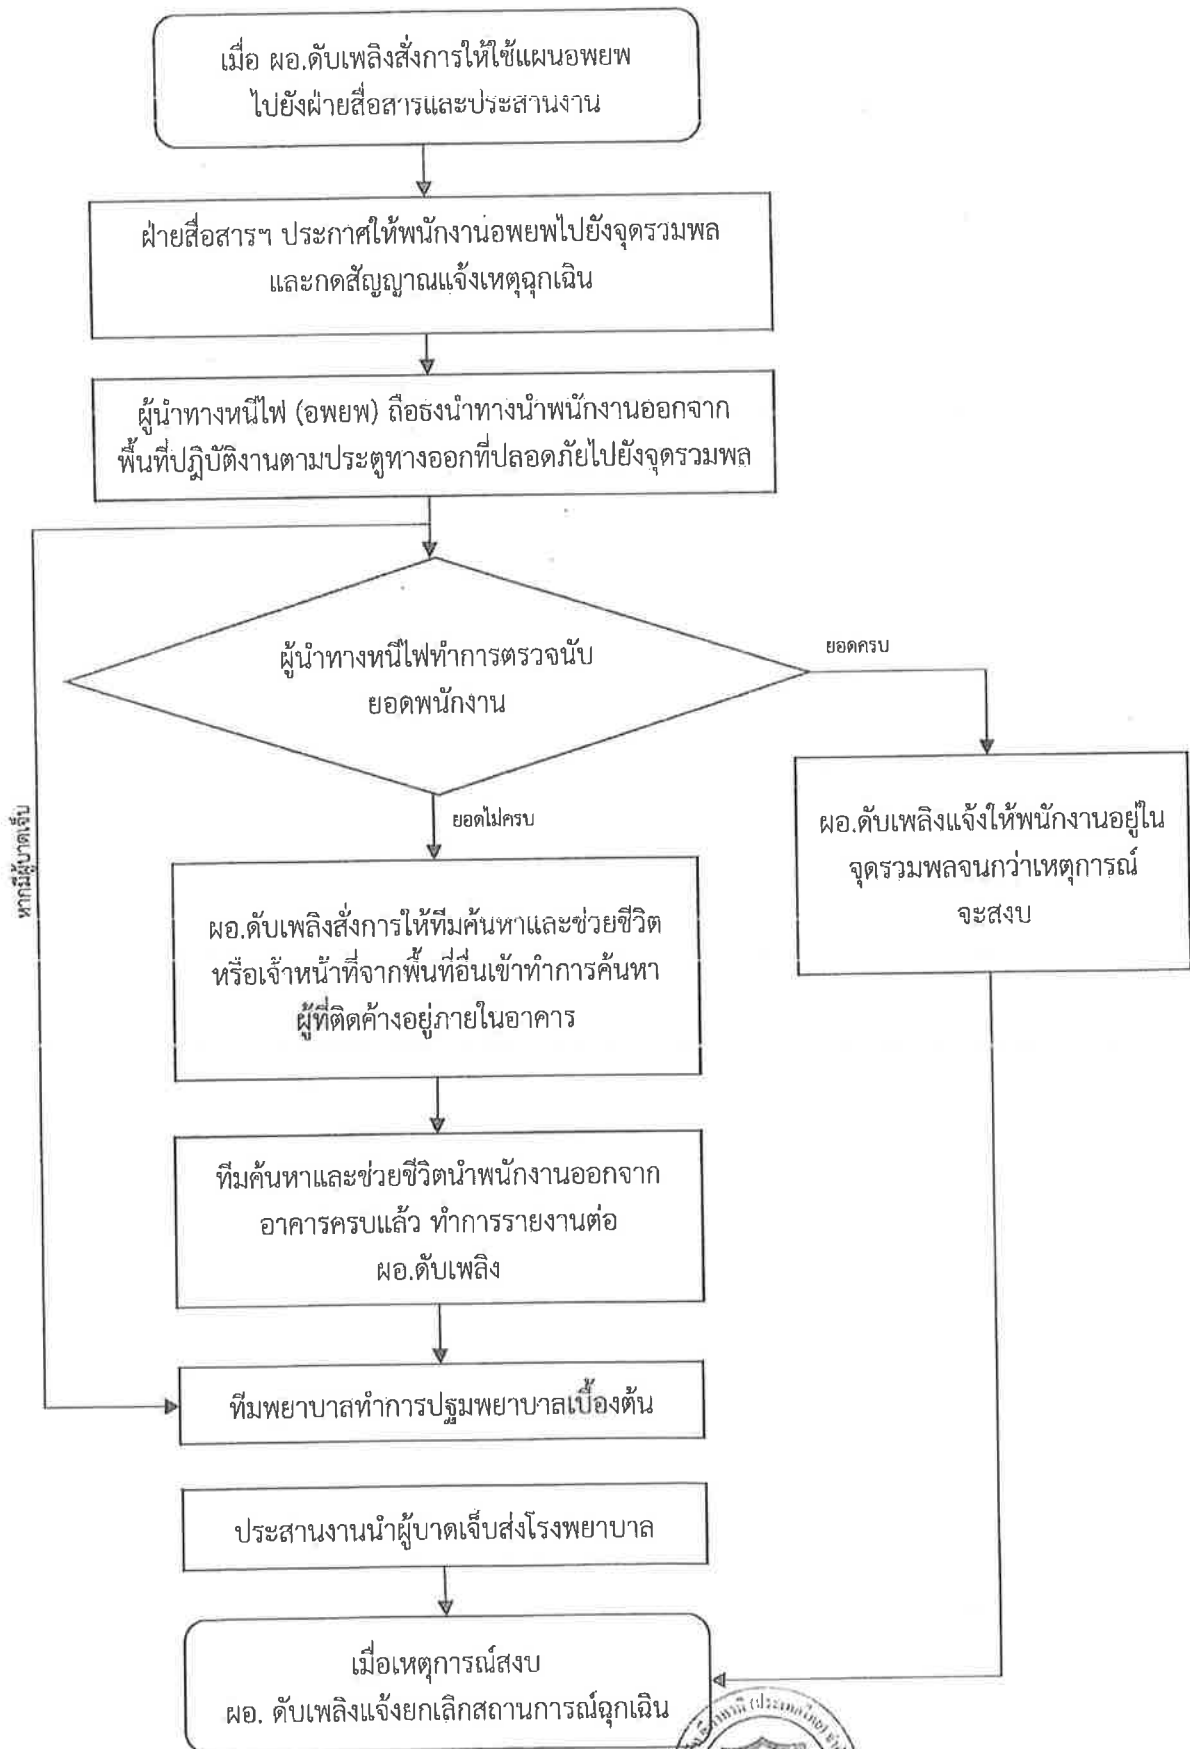 เมื่อ ผอ.ดับเพลิงสั่งการให้ใช้แผนอพยพ
ไปยังฝ่ายสื่อสารและประสานงาน
ฝ่ายสื่อสารฯ ประกาศให้พนักงานอพยพไปยังจุดรวมพล
และกดสัญญาณแจ้งเหตุฉุกเฉิน
ผู้นำทางหนีไฟ (อพยพ) ถือธงนำทางนำพนักงานออกจาก
พื้นที่ปฏิบัติงานตามประตูทางออกที่ปลอดภัยไปยังจุดรวมพล
ผู้นำทางหนีไฟทำการตรวจนับ
ยอดพนักงาน
ยอดครบ
ยอดไม่ครบ
ผอ.ดับเพลิงแจ้งให้พนักงานอยู่ใน
จุดรวมพลจนกว่าเหตุการณ์
จะสงบ
หากมีผู้บาดเจ็บ
ผอ.ดับเพลิงสั่งการให้ทีมค้นหาและช่วยชีวิต
หรือเจ้าหน้าที่จากพื้นที่อื่นเข้าทำการค้นหา
ผู้ที่ติดค้างอยู่ภายในอาคาร
ทีมค้นหาและช่วยชีวิตนำพนักงานออกจาก
อาคารครบแล้ว ทำการรายงานต่อ
ผอ.ดับเพลิง
ทีมพยาบาลทำการปฐมพยาบาลเบื้องต้น
ประสานงานนำผู้บาดเจ็บส่งโรงพยาบาล
เมื่อเหตุการณ์สงบ
ผอ. ดับเพลิงแจ้งยกเลิกสถานการณ์ฉุกเฉิน
(ประเทศไทย)